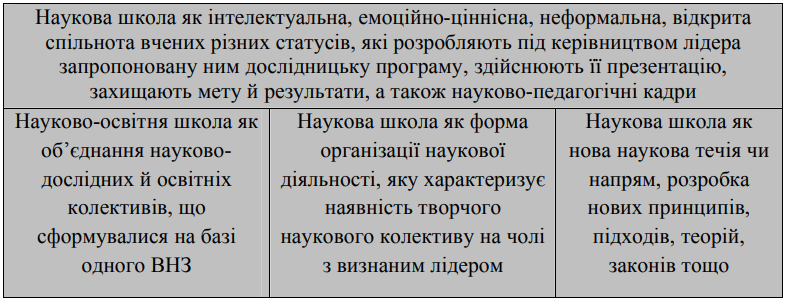 Наукова школа як інтелектуальна, емоційно-ціннісна, неформальна, відкрита
спільнота вчених різних статусів, які розробляють під керівництвом лідера
запропоновану ним дослідницьку програму, здійснюють її презентацію,
захищають мету й результати, а також науково-педагогічні кадри
Науково-освітня школа як
об’єднання науково-
дослідних й освітніх
колективів, що
сформувалися на базі
одного ВНЗ
Наукова школа як форма
організації наукової
діяльності, яку характеризує
наявність творчого
наукового колективу на чолі
з визнаним лідером
Наукова школа як
нова наукова течія чи
напрям, розробка
нових принципів,
підходів, теорій,
законів тощо